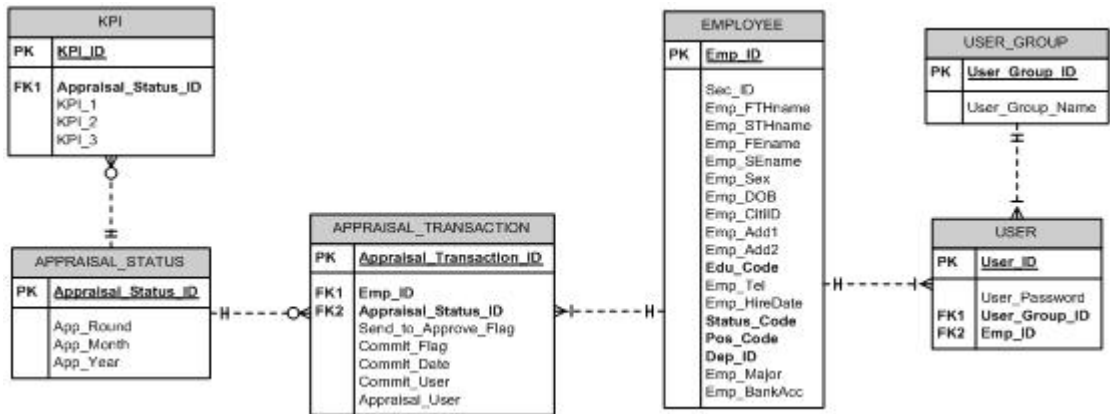 KPI
PK KPI_ID
FK1 Appraisal_Status_ID
KPI_1
KPI_2
KPI_3
APPRAISAL_STATUS
PK Appraisal_Status_ID
App_Round
App_Month
App_Year
APPRAISAL_TRANSACTION
PK Appraisal_Transaction_ID
FK1 Emp_ID
FK2 Appraisal_Status_ID
Send_to_Approve_Flag
Commit_Flag
Commit_Date
Commit_User
Appraisal_User
EMPLOYEE
PK Emp_ID
Sec_ID
Emp_FTHname
Emp_STHname
Emp_FEname
Emp_SEname
Emp_Sex
Emp_DOB
Emp_CitiID
Emp_Add1
Emp_Add2
Edu_Code
Emp_Tel
Emp_HireDate
Status_Code
Pos_Code
Dep_ID
Emp_Major
Emp_BankAcc
USER_GROUP
PK User_Group_ID
User_Group_Name
USER
PK User_ID
User_Password
FK1 User_Group_ID
FK2 Emp_ID